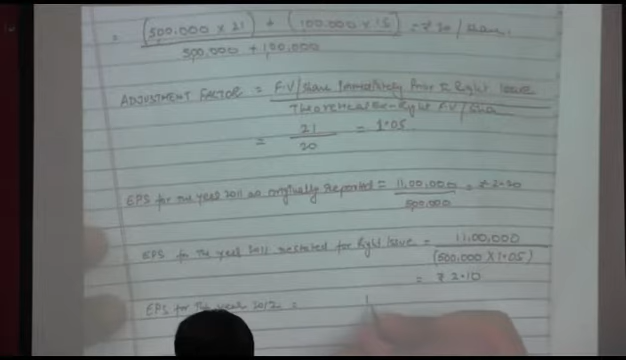 = (500,000 × 21) + (100,000 × 15) = ₹ 20 / Share.
500,000 + 100,000
ADJUSTMENT FACTOR = F.V/Share Immediately Prior to Right Issue
Theoretical Ex-Right F.V/Share
= 21 = 1.05
20
EPS for the year 2011 as originally Reported = 11,00,000 = ₹ 2.20
500,000
EPS for the year 2011 restated for Right Issue = 11,00,000
(500,000 × 1.05)
= ₹ 2.10
EPS for the year 2012 =